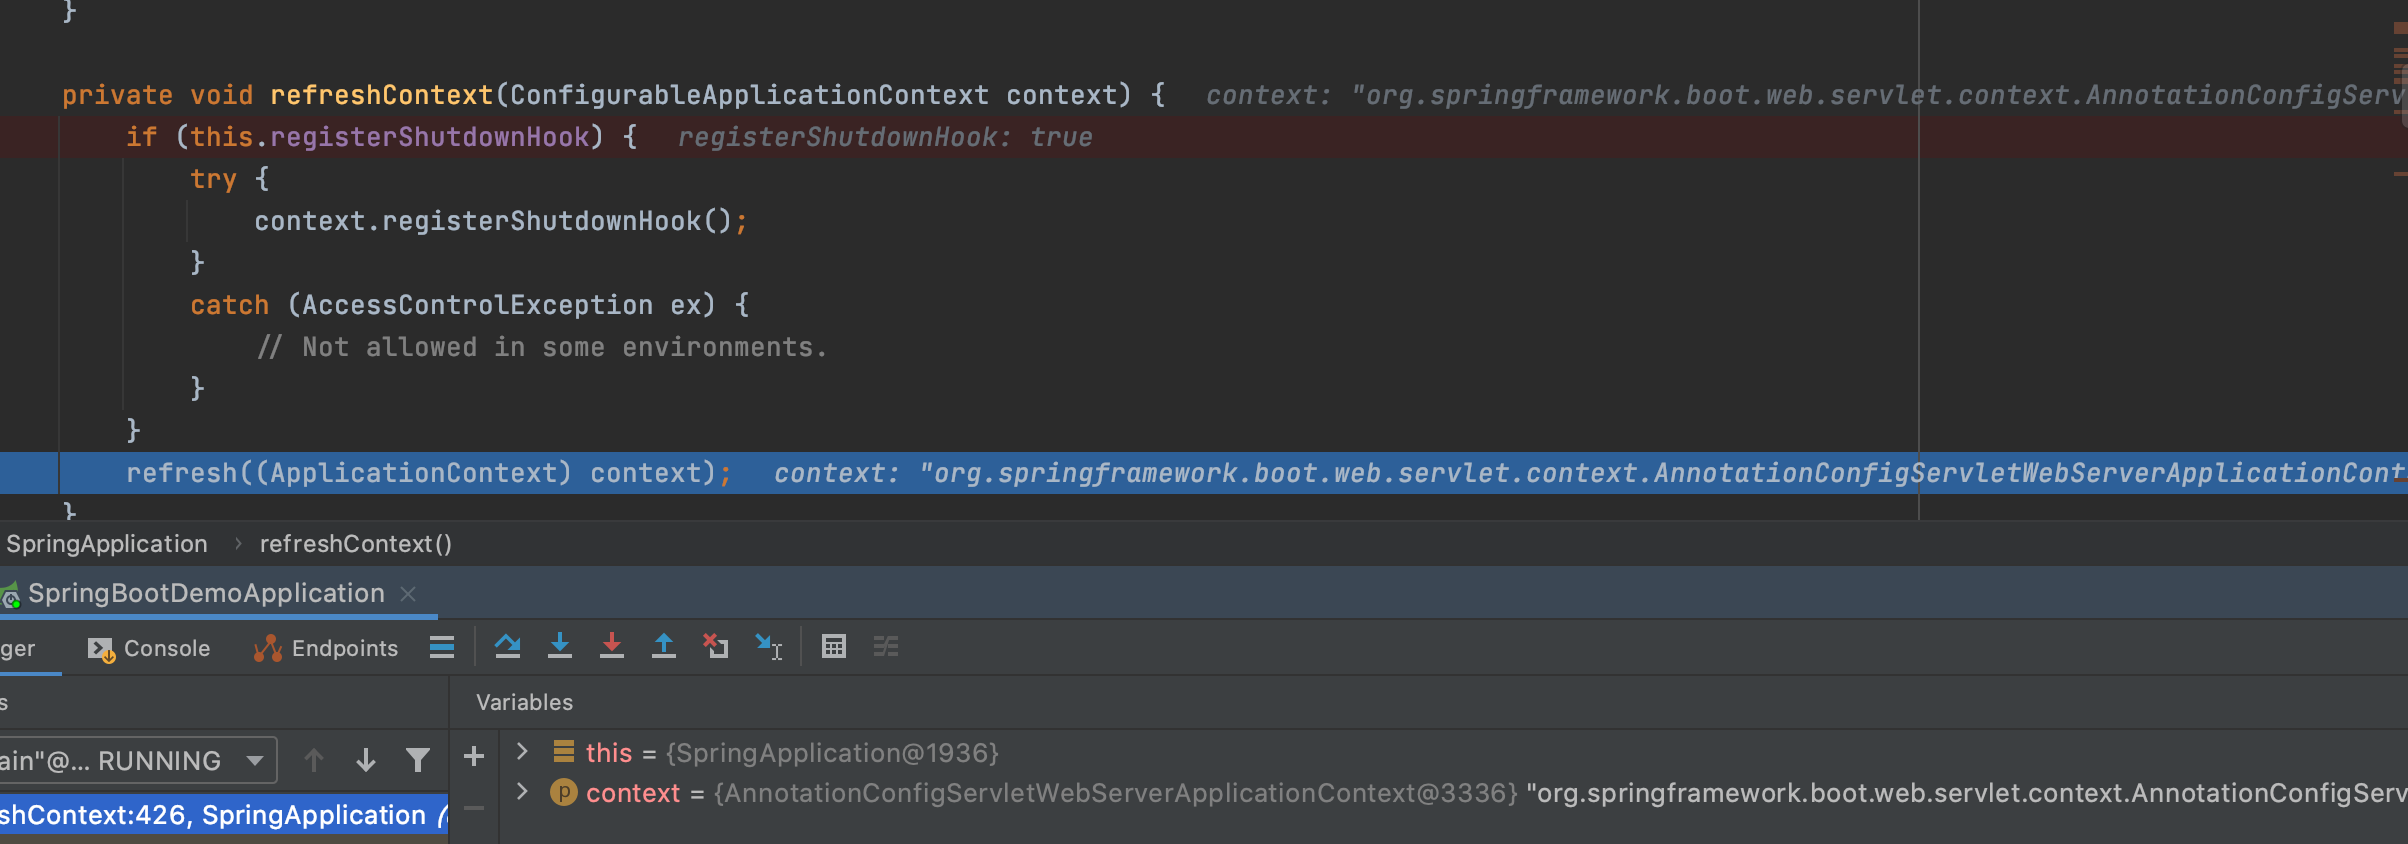 }
private void refreshContext(ConfigurableApplicationContext context) { context: "org.springframework.boot.web.servlet.context.AnnotationConfigServ
if (this.registerShutdownHook) { registerShutdownHook: true
try {
context.registerShutdownHook();
}
catch (AccessControlException ex) {
// Not allowed in some environments.
}
}
refresh((ApplicationContext) context); context: "org.springframework.boot.web.servlet.context.AnnotationConfigServletWebServerApplicationCont
}
SpringApplication › refreshContext()
SpringBootDemoApplication ×
ger Console Endpoints
s Variables
ain"@... RUNNING
this = {SpringApplication@1936}
p context = {AnnotationConfigServletWebServerApplicationContext@3336} "org.springframework.boot.web.servlet.context.AnnotationConfigServ
shContext:426, SpringApplication (